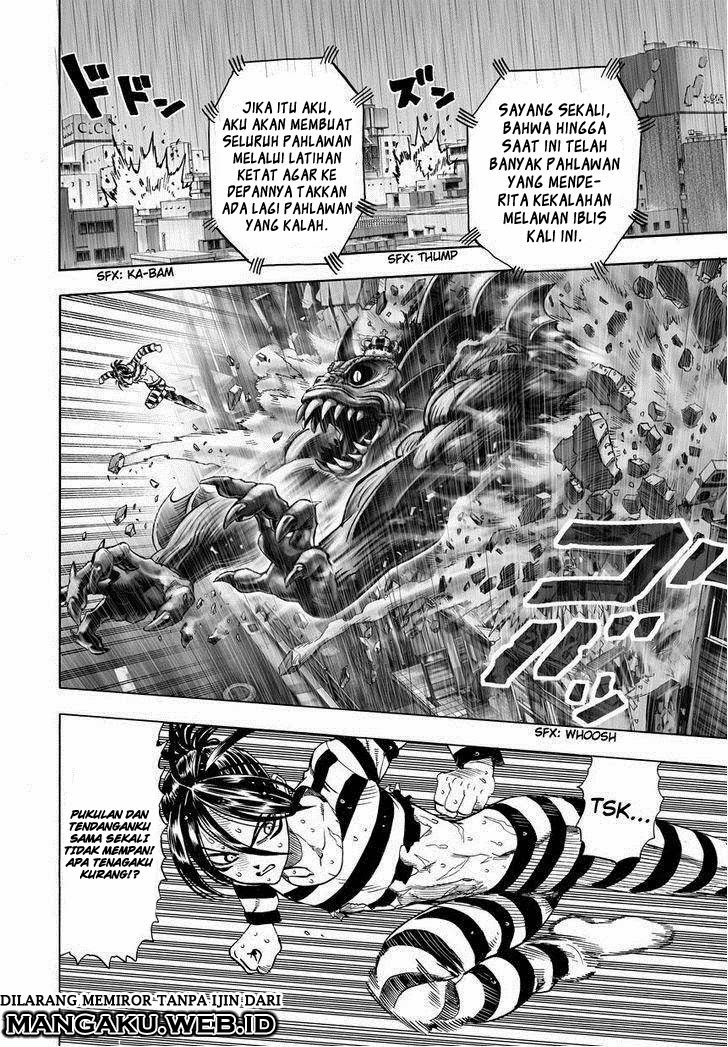 SAYANG SEKALI,
BAHWA HINGGA
SAAT INI TELAH
BANYAK PAHLAWAN
YANG MENDE-
RITA KEKALAHAN
MELAWAN IBLIS
KALI INI.
ズン
SFX: THUMP
JIKA ITU AKU,
AKU AKAN MEMBUAT
SELURUH PAHLAWAN
MELALUI LATIHAN
KETAT AGAR KE
DEPANNYA TAKKAN
ADA LAGI PAHLAWAN
YANG KALAH.
ドドン
C.C.
SFX: KA-BAM
SFX: WHOOSH
TSK...
PUKULAN DAN
TENDANGANKU
SAMA SEKALI
TIDAK MEMPAN!
APA TENAGAKU
KURANG!?
DILARANG MEMIROR TANPA IJIN DARI
MANGAKU.WEB.ID